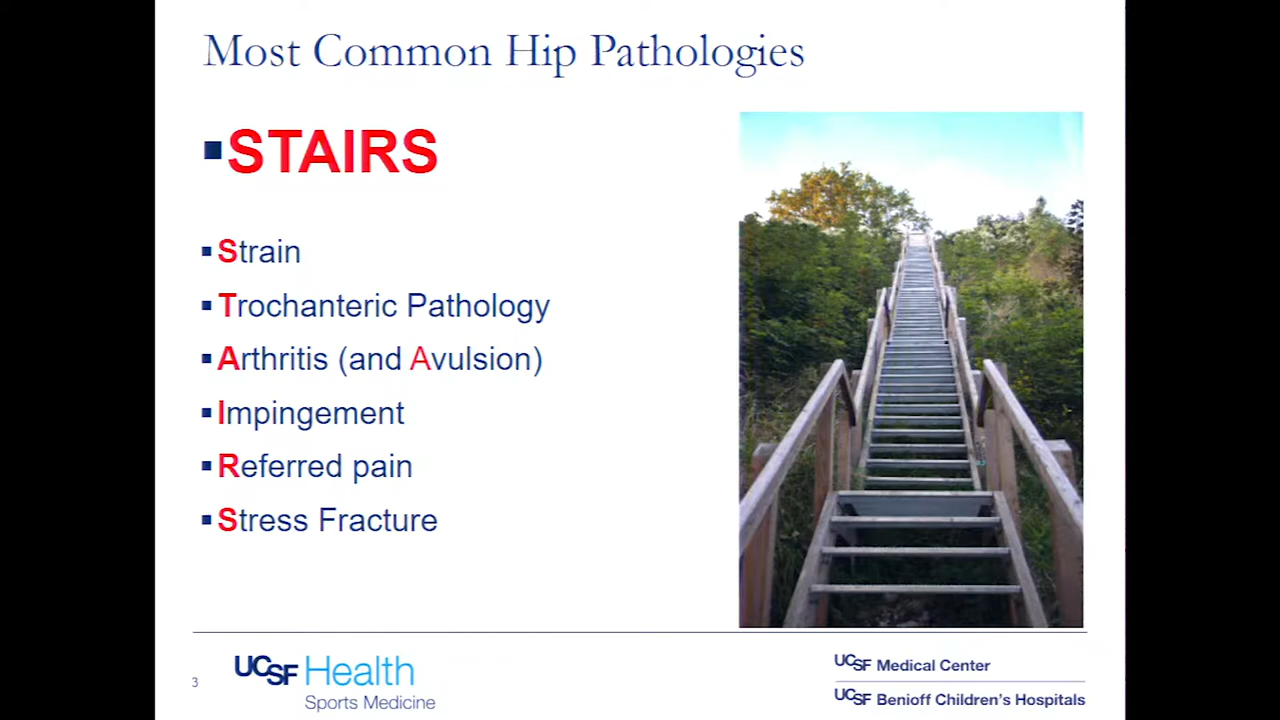 Most Common Hip Pathologies
▪STAIRS
▪Strain
▪Trochanteric Pathology
▪Arthritis (and Avulsion)
▪Impingement
▪Referred pain
▪Stress Fracture
3
UCSF Health
Sports Medicine
UCSF Medical Center
UCSF Benioff Children's Hospitals